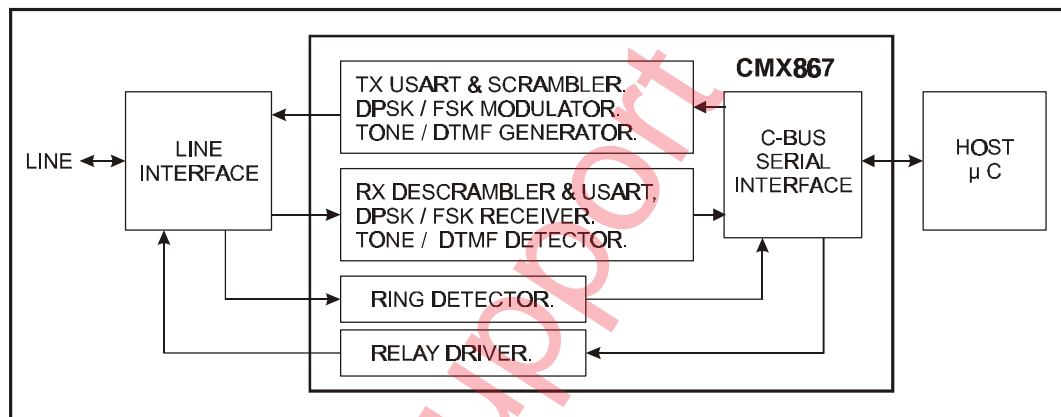 CMX867
TX USART & SCRAMBLER.
DPSK / FSK MODULATOR.
TONE / DTMF GENERATOR.
LINE
LINE
INTERFACE
C-BUS
SERIAL
INTERFACE
HOST
µ C
RX DESCRAMBLER & USART,
DPSK / FSK RECEIVER.
TONE / DTMF DETECTOR.
RING DETECTOR.
RELAY DRIVER.
upport